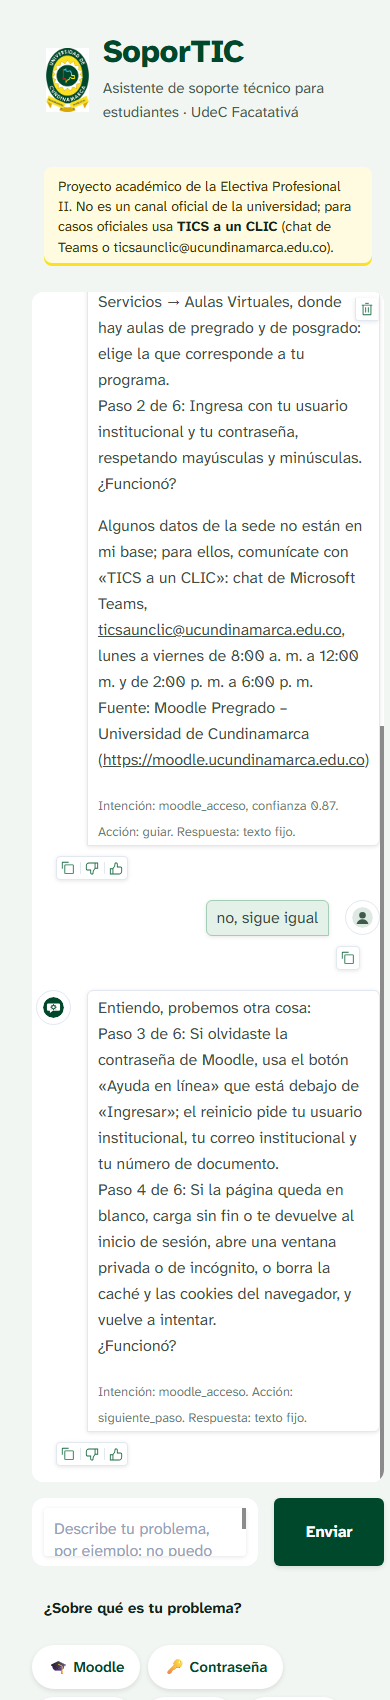 UNIVERSIDAD DE
CUNDINAMARCA
SoporTIC
Asistente de soporte técnico para
estudiantes · UdeC Facatativá
Proyecto académico de la Electiva Profesional
II. No es un canal oficial de la universidad; para
casos oficiales usa TICS a un CLIC (chat de
Teams o ticsaunclic@ucundinamarca.edu.co).
Servicios → Aulas Virtuales, donde
hay aulas de pregrado y de posgrado:
elige la que corresponde a tu
programa.
Paso 2 de 6: Ingresa con tu usuario
institucional y tu contraseña,
respetando mayúsculas y minúsculas.
¿Funcionó?
Algunos datos de la sede no están en
mi base; para ellos, comunícate con
«TICS a un CLIC»: chat de Microsoft
Teams,
ticsaunclic@ucundinamarca.edu.co,
lunes a viernes de 8:00 a. m. a 12:00
m. y de 2:00 p. m. a 6:00 p. m.
Fuente: Moodle Pregrado –
Universidad de Cundinamarca
(https://moodle.ucundinamarca.edu.co)
Intención: moodle_acceso, confianza 0.87.
Acción: guiar. Respuesta: texto fijo.
no, sigue igual
Entiendo, probemos otra cosa:
Paso 3 de 6: Si olvidaste la
contraseña de Moodle, usa el botón
«Ayuda en línea» que está debajo de
«Ingresar»; el reinicio pide tu usuario
institucional, tu correo institucional y
tu número de documento.
Paso 4 de 6: Si la página queda en
blanco, carga sin fin o te devuelve al
inicio de sesión, abre una ventana
privada o de incógnito, o borra la
caché y las cookies del navegador, y
vuelve a intentar.
¿Funcionó?
Intención: moodle_acceso. Acción:
siguiente_paso. Respuesta: texto fijo.
Describe tu problema,
por ejemplo: no puedo
Enviar
¿Sobre qué es tu problema?
Moodle
Contraseña